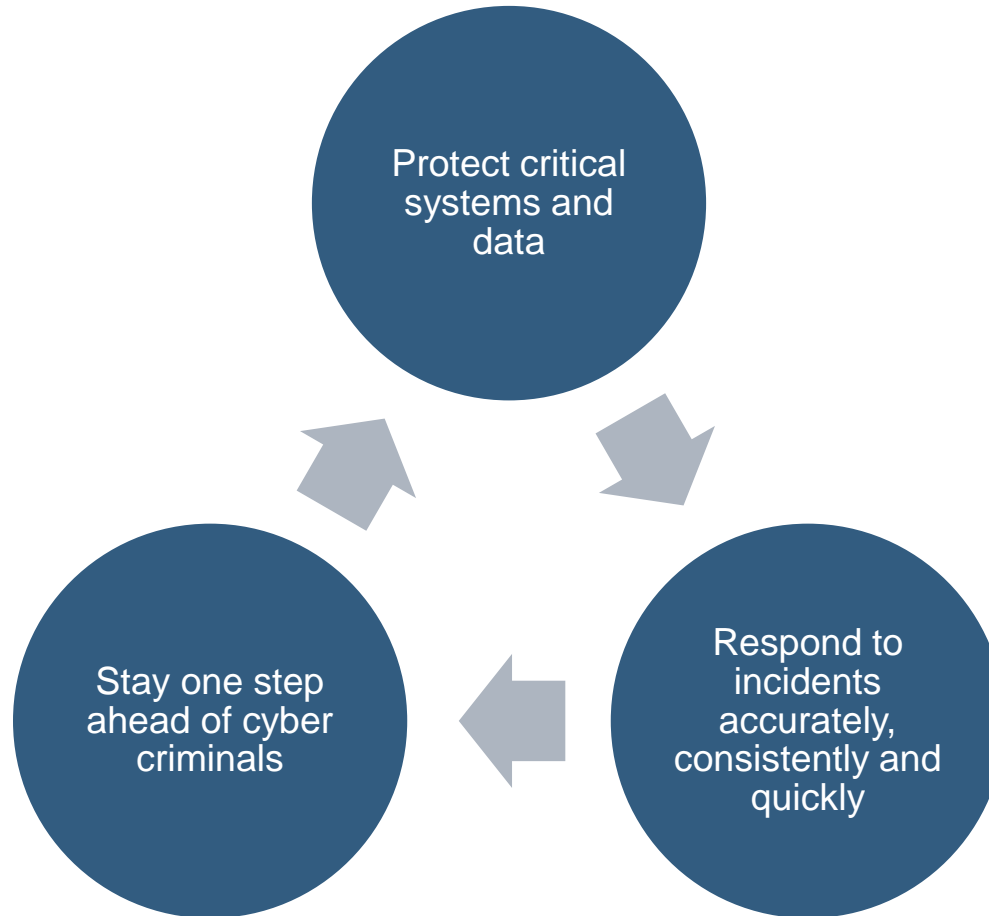 Protect critical
systems and
data
Respond to
incidents
accurately,
consistently and
quickly
Stay one step
ahead of cyber
criminals